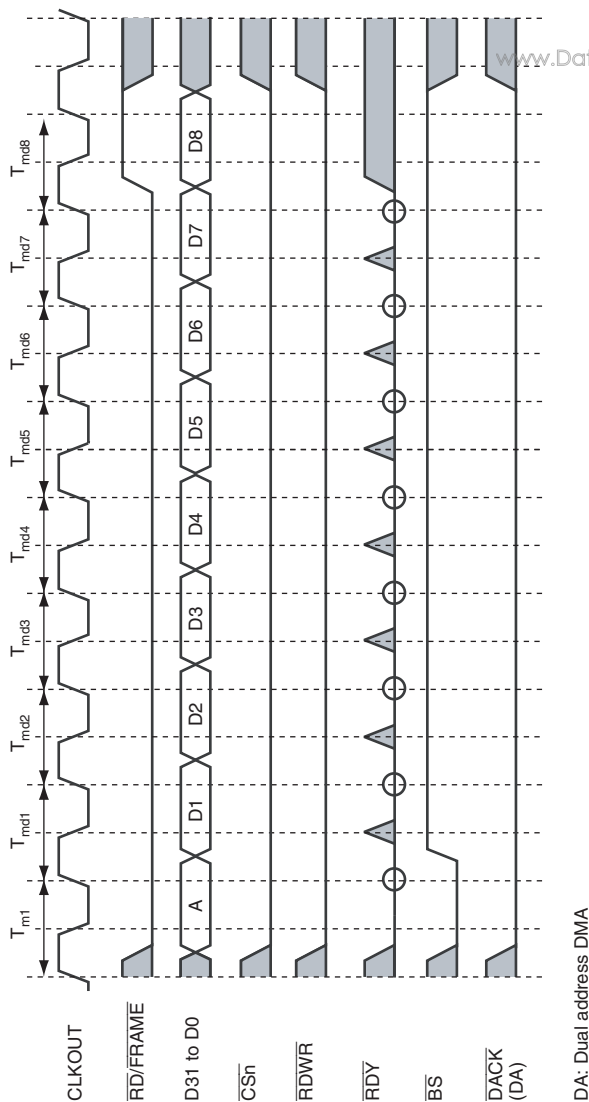 Tm1 Tmd1 Tmd2 Tmd3 Tmd4 Tmd5 Tmd6 Tmd7 Tmd8
CLKOUT
RD/FRAME
D31 to D0 A D1 D2 D3 D4 D5 D6 D7 D8
CSn
RDWR
RDY
BS
DACK
(DA)
DA: Dual address DMA
www.Dat